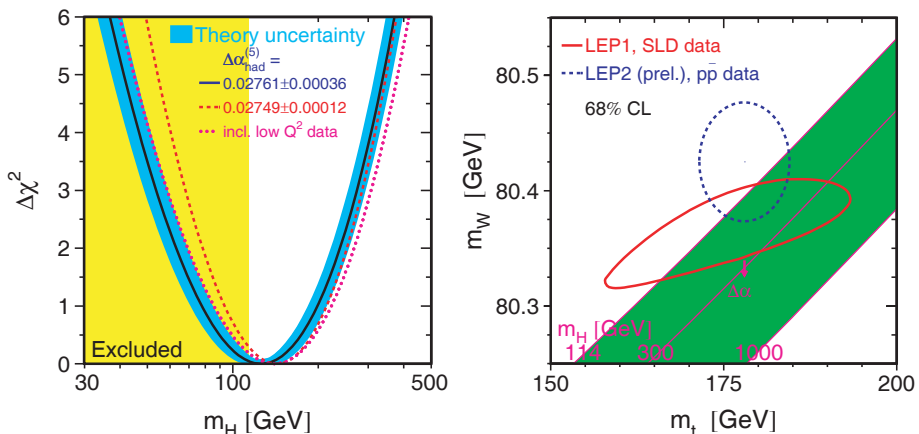 6
5
4
3
2
1
0
Δχ²
Theory uncertainty
Δα(5)had =
0.02761±0.00036
0.02749±0.00012
incl. low Q² data
Excluded
30
100
500
mH [GeV]
80.5
80.4
80.3
mW [GeV]
LEP1, SLD data
LEP2 (prel.), pp̄ data
68% CL
Δα
mH [GeV]
114
300
1000
150
175
200
mt [GeV]